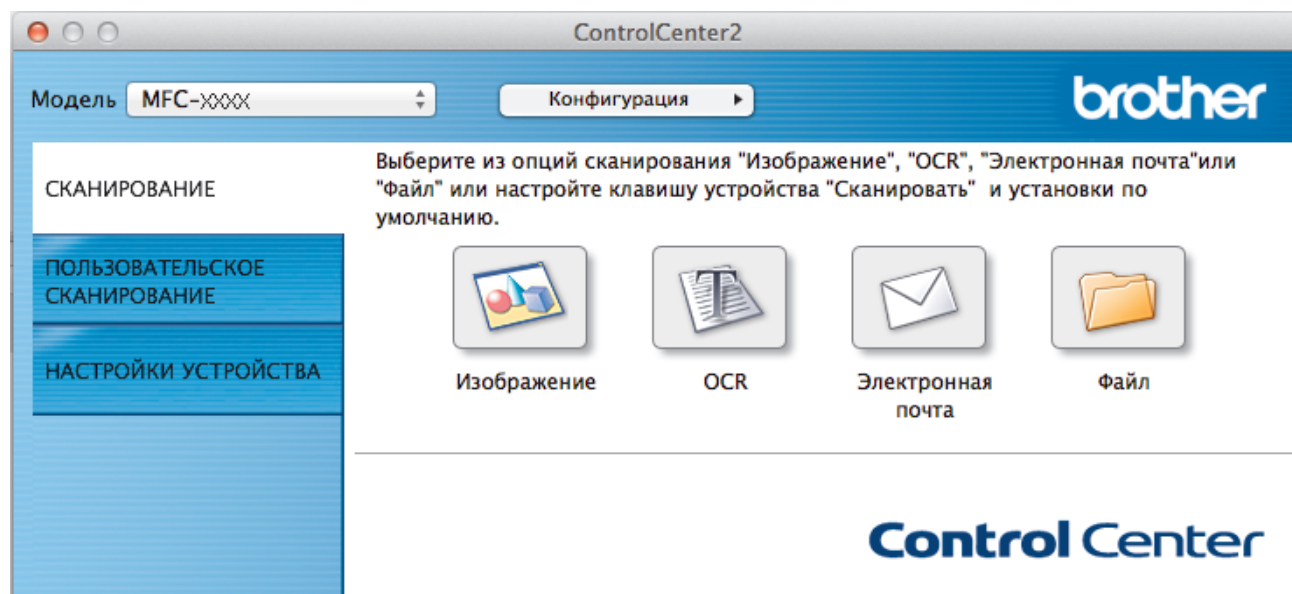 ControlCenter2
Модель MFC-XXXX Конфигурация
brother
СКАНИРОВАНИЕ
ПОЛЬЗОВАТЕЛЬСКОЕ
СКАНИРОВАНИЕ
НАСТРОЙКИ УСТРОЙСТВА
Выберите из опций сканирования "Изображение", "OCR", "Электронная почта"или
"Файл" или настройте клавишу устройства "Сканировать" и установки по
умолчанию.
Изображение
OCR
Электронная
почта
Файл
Control Center